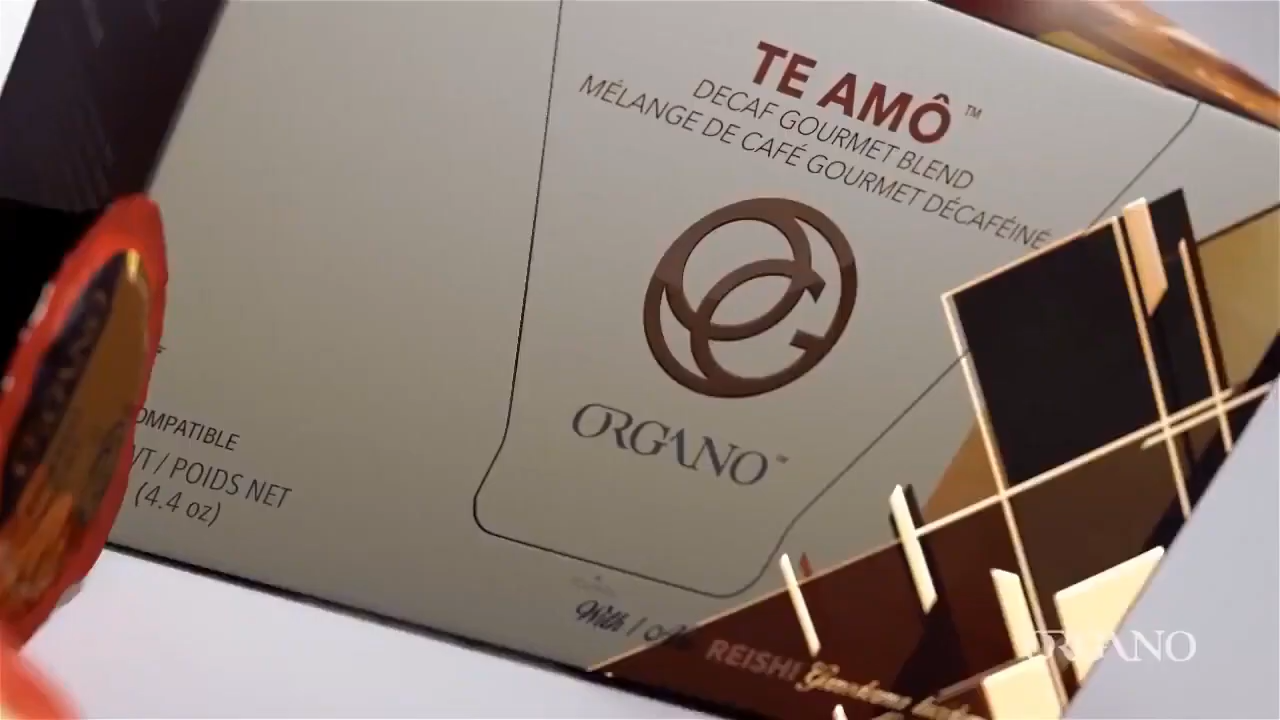 TE AMÔ™
DECAF GOURMET BLEND
MÉLANGE DE CAFÉ GOURMET DÉCAFÉINÉ
ORGANO™
OMPATIBLE
/ POIDS NET
(4.4 oz)
With /
REISHI
ORGANO